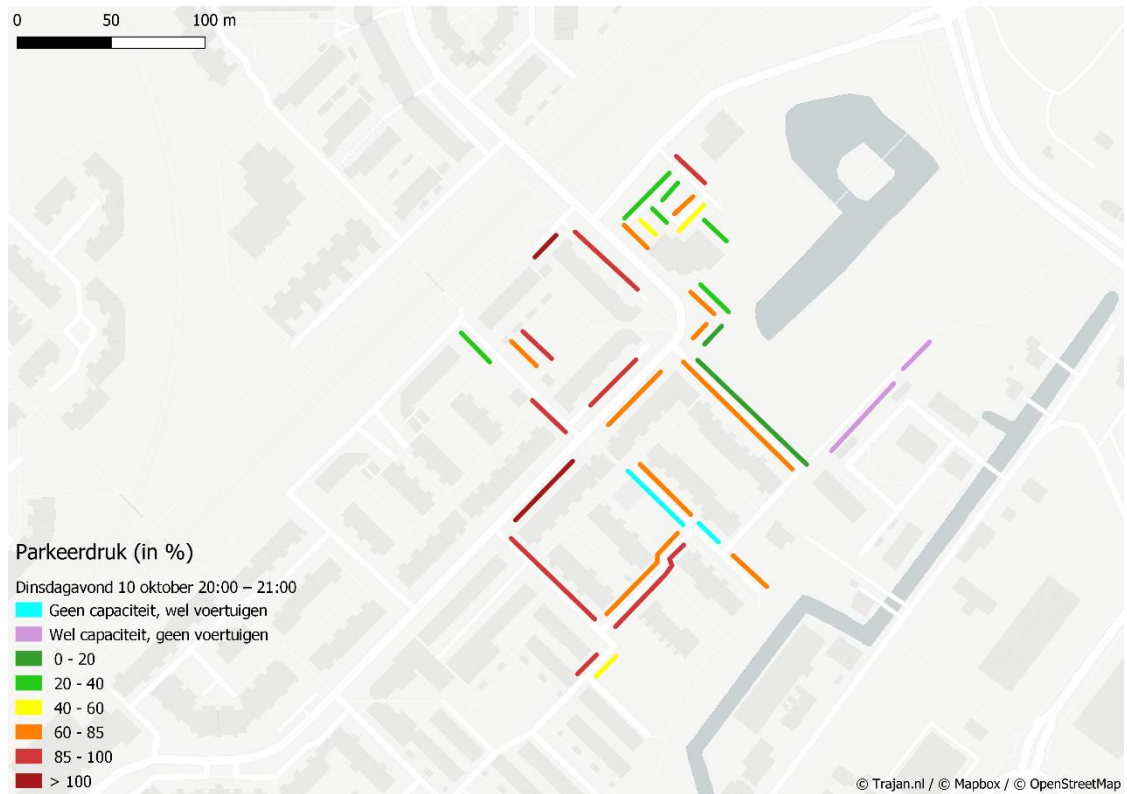 0 50 100 m
Parkeerdruk (in %)
Dinsdagavond 10 oktober 20:00 – 21:00
Geen capaciteit, wel voertuigen
Wel capaciteit, geen voertuigen
0 - 20
20 - 40
40 - 60
60 - 85
85 - 100
> 100
© Trajan.nl / © Mapbox / © OpenStreetMap